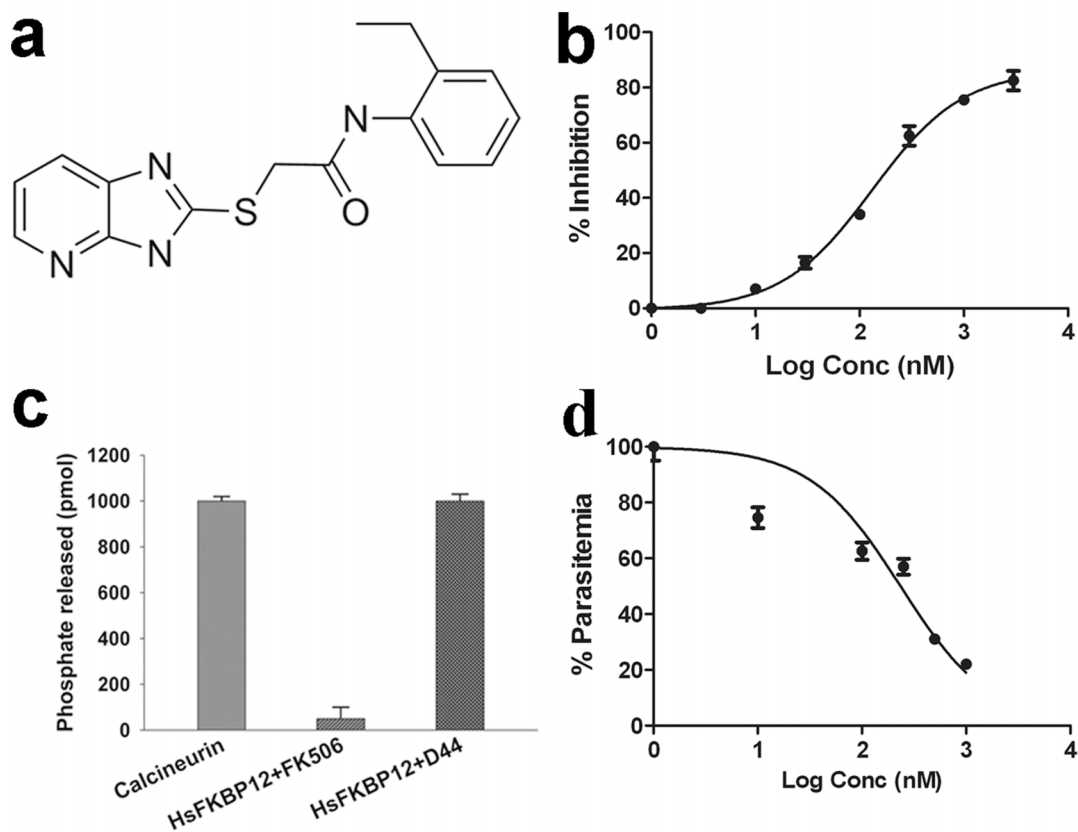 a
N
N
N
S
N
O
b
% Inhibition
100
80
60
40
20
0
0 1 2 3 4
Log Conc (nM)
c
Phosphate released (pmol)
1200
1000
800
600
400
200
0
Calcineurin
HsFKBP12+FK506
HsFKBP12+D44
d
% Parasitemia
100
80
60
40
20
0
0 1 2 3 4
Log Conc (nM)